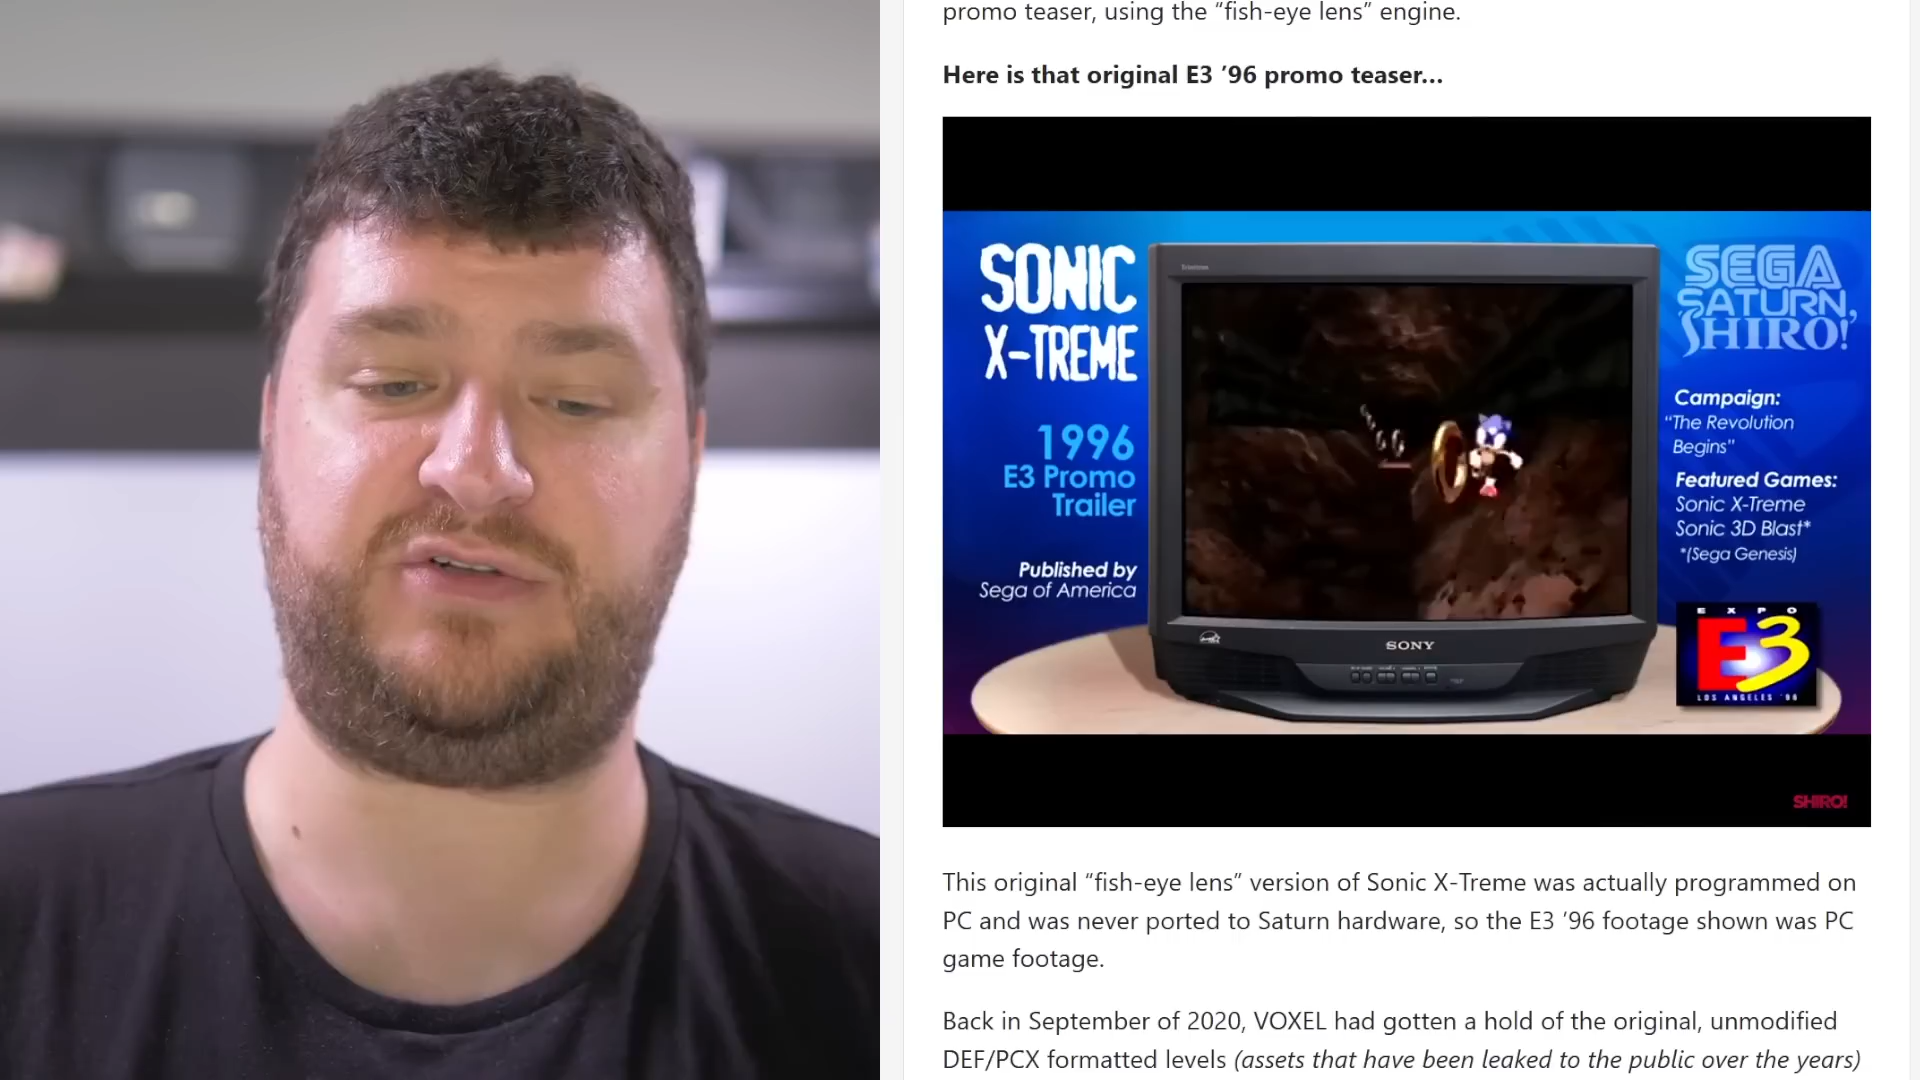 promo teaser, using the “fish-eye lens” engine.
Here is that original E3 ’96 promo teaser…
SONIC
X-TREME
1996
E3 Promo
Trailer
Published by
Sega of America
Trinitron
SONY
SEGA
SATURN,
SHIRO!
Campaign:
“The Revolution
Begins"
Featured Games:
Sonic X-Treme
Sonic 3D Blast*
*(Sega Genesis)
EXPO
E3
LOS ANGELES '96
SHIRO!
This original “fish-eye lens” version of Sonic X-Treme was actually programmed on
PC and was never ported to Saturn hardware, so the E3 ’96 footage shown was PC
game footage.
Back in September of 2020, VOXEL had gotten a hold of the original, unmodified
DEF/PCX formatted levels (assets that have been leaked to the public over the years)